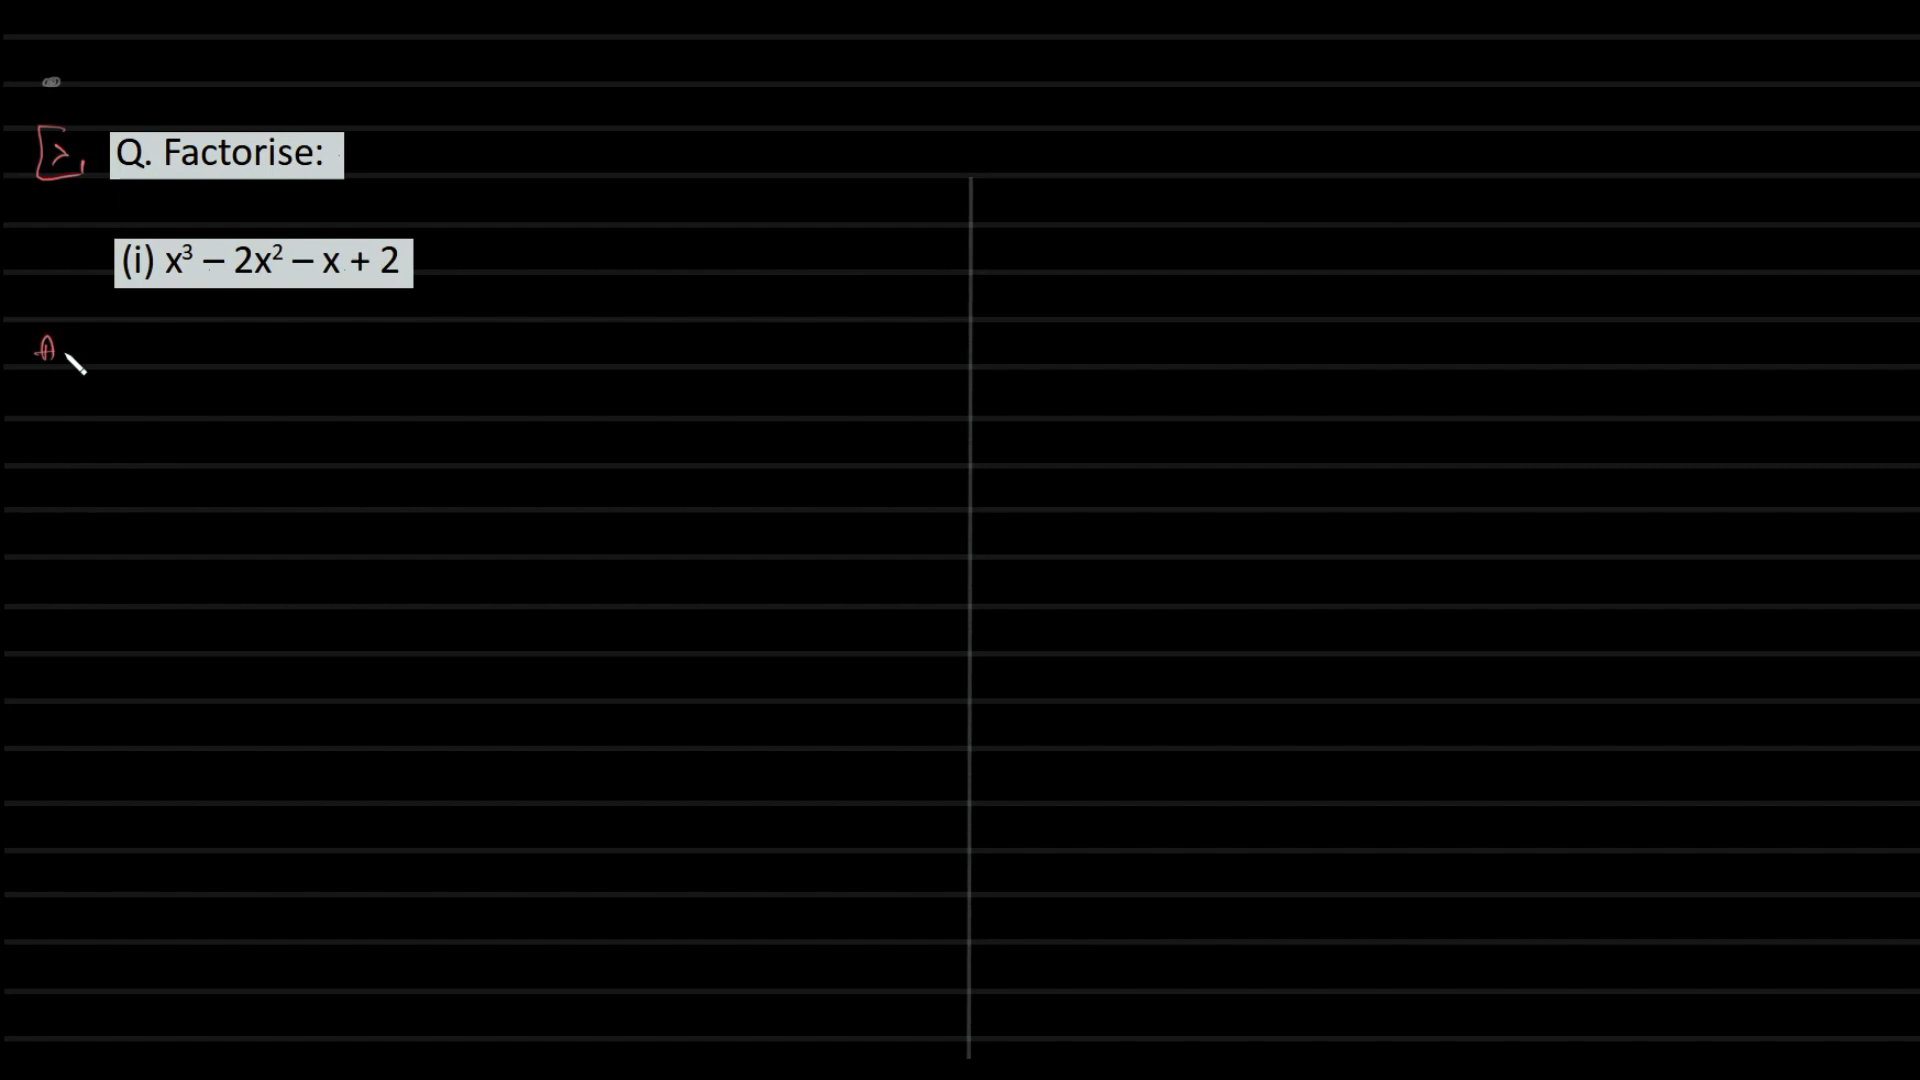 Q. Factorise:
(i) x³ – 2x² – x + 2
A